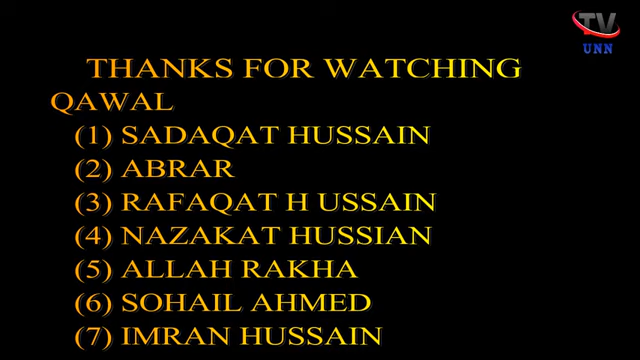 TV
UNN
THANKS FOR WATCHING
QAWAL
(1) SADAQAT HUSSAIN
(2) ABRAR
(3) RAFAQAT H USSAIN
(4) NAZAKAT HUSSIAN
(5) ALLAH RAKHA
(6) SOHAIL AHMED
(7) IMRAN HUSSAIN